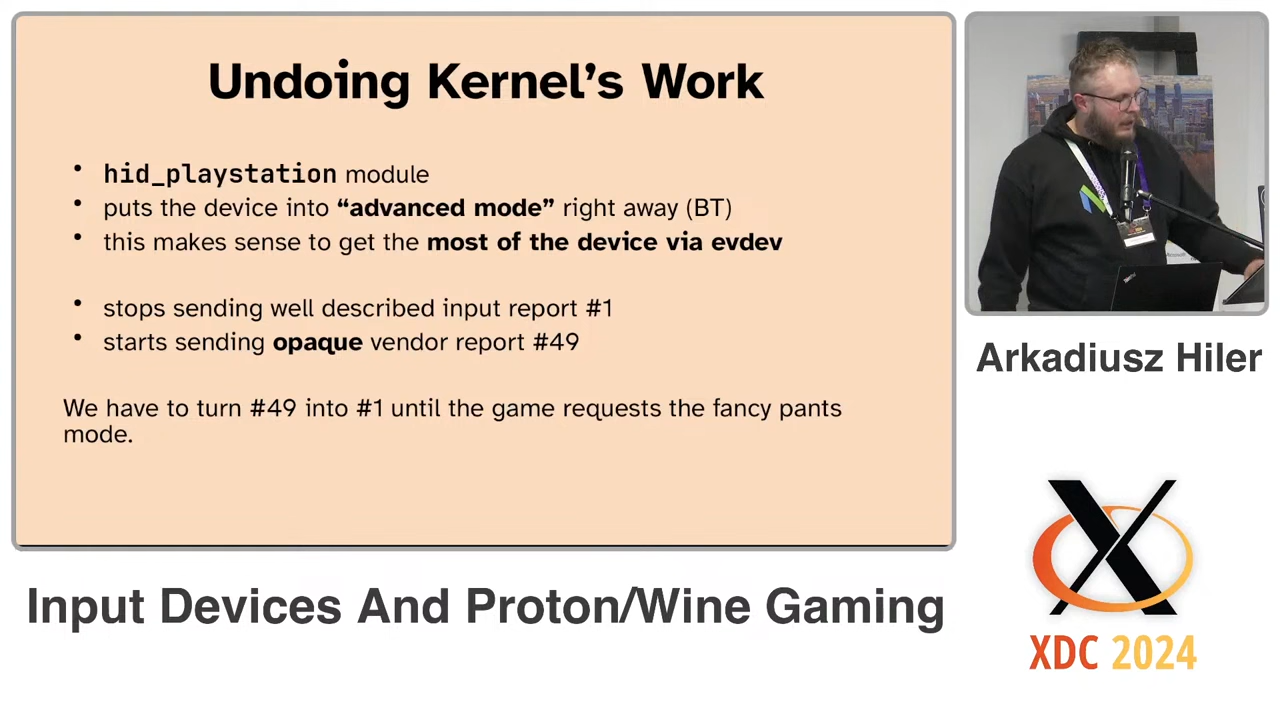 Undoing Kernel’s Work
• hid_playstation module
• puts the device into “advanced mode” right away (BT)
• this makes sense to get the most of the device via evdev
• stops sending well described input report #1
• starts sending opaque vendor report #49
We have to turn #49 into #1 until the game requests the fancy pants
mode.
Arkadiusz Hiler
Input Devices And Proton/Wine Gaming
XDC 2024